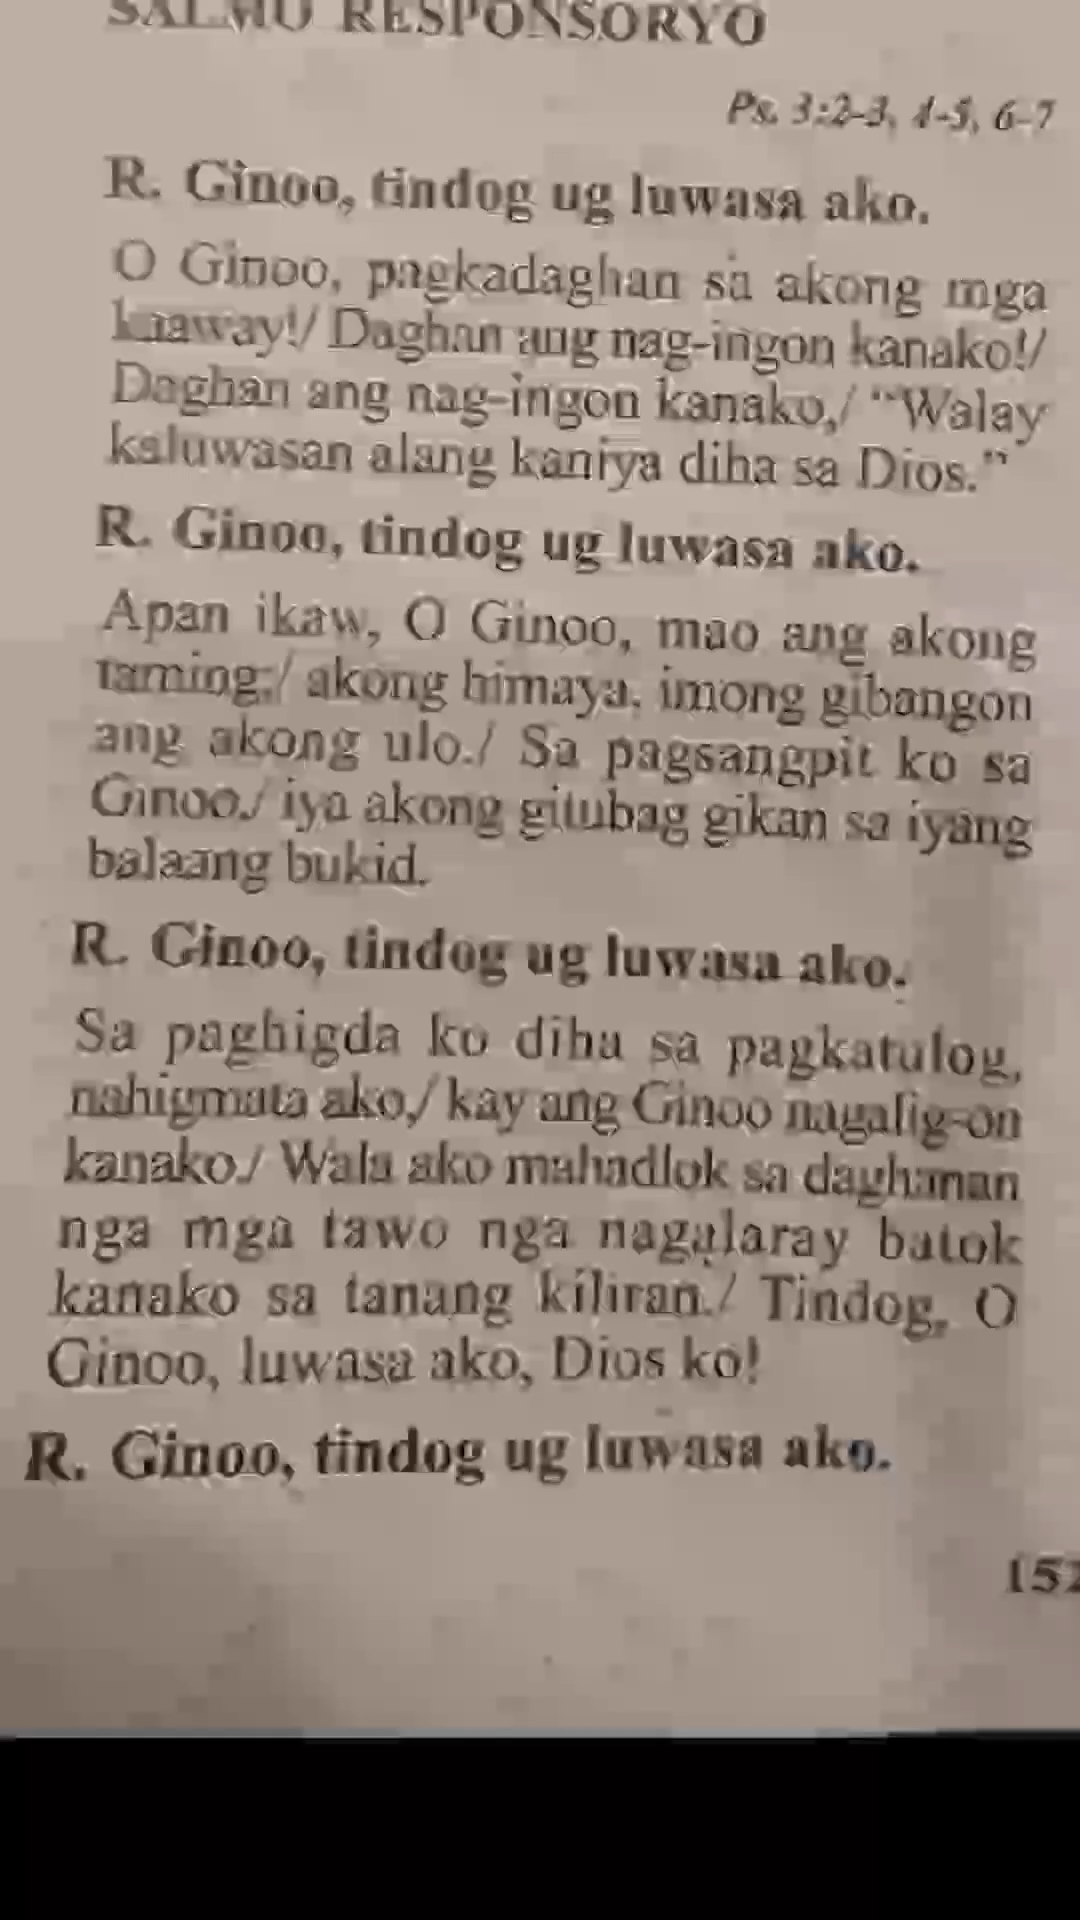 SALMO RESPONSORYO
Ps. 3:2-3, 4-5, 6-7
R. Ginoo, tindog ug luwasa ako.
O Ginoo, pagkadaghan sa akong mga
kaaway!/ Daghan ang nag-ingon kanako!/
Daghan ang nag-ingon kanako,/ “Walay
kaluwasan alang kaniya diha sa Dios.”
R. Ginoo, tindog ug luwasa ako.
Apan ikaw, O Ginoo, mao ang akong
taming;/ akong himaya, imong gibangon
ang akong ulo./ Sa pagsangpit ko sa
Ginoo,/ iya akong gitubag gikan sa iyang
balaang bukid.
R. Ginoo, tindog ug luwasa ako.
Sa paghigda ko diha sa pagkatulog,
nahigmata ako,/ kay ang Ginoo nagalig-on
kanako./ Wala ako mahadlok sa daghanan
nga mga tawo nga nagalaray batok
kanako sa tanang kiliran./ Tindog, O
Ginoo, luwasa ako, Dios ko!
R. Ginoo, tindog ug luwasa ako.
152